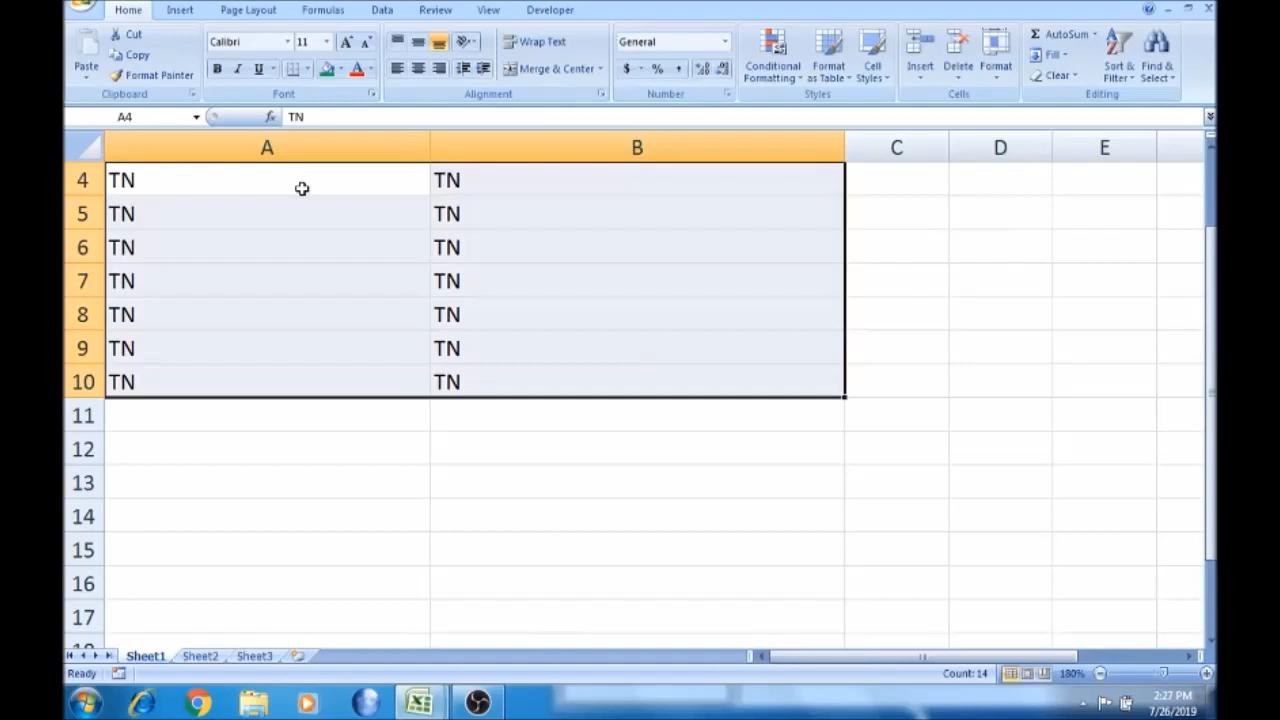 Home Insert Page Layout Formulas Data Review View Developer
Cut
Copy
Format Painter
Paste
Clipboard
Calibri 11
B I U
Font
Wrap Text
Merge & Center
Alignment
General
$ % ,
Number
Conditional Formatting
Format as Table
Cell Styles
Styles
Insert Delete Format
Cells
Σ AutoSum
Fill
Clear
Sort & Filter
Find & Select
Editing
A4 fx TN
A B C D E
4 TN TN
5 TN TN
6 TN TN
7 TN TN
8 TN TN
9 TN TN
10 TN TN
11
12
13
14
15
16
17
Sheet1 Sheet2 Sheet3
Ready Count: 14 180%
2:27 PM
7/26/2019